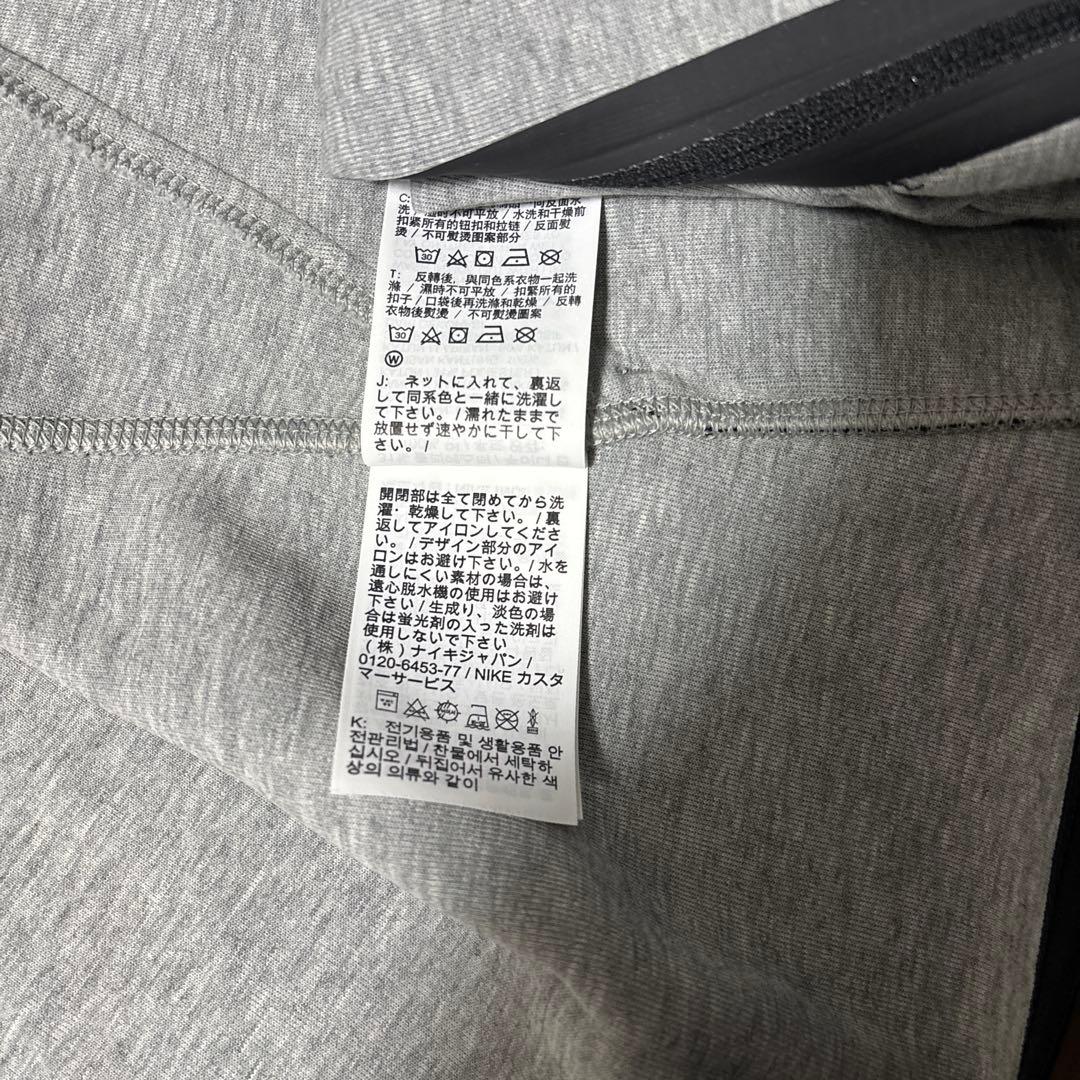 C: 向反面水
洗 / 湿时不可平放 / 水洗和干燥前
扣紧所有的钮扣和拉链 / 反面熨
烫 / 不可熨烫图案部分
30
T: 反轉後，與同色系衣物一起洗
滌 / 濕時不可平放 / 扣緊所有的
扣子 / 口袋後再洗滌和乾燥 / 反轉
衣物後熨燙 / 不可熨燙圖案
30
W
J: ネットに入れて、裏返
して同系色と一緒に洗濯し
て下さい。 / 濡れたままで
放置せず速やかに干して下
さい。 /
開閉部は全て閉めてから洗
濯・乾燥して下さい。 / 裏
返してアイロンしてくださ
い。 / デザイン部分のアイ
ロンはお避け下さい。 / 水を
通しにくい素材の場合は、
遠心脱水機の使用はお避け
下さい / 生成り、淡色の場
合は蛍光剤の入った洗剤は
使用しないで下さい
(株) ナイキジャパン /
0120-6453-77 / NIKE カスタ
マーサービス
K: 전기용품 및 생활용품 안
전관리법 / 찬물에서 세탁하
십시오 / 뒤집어서 유사한 색
상의 의류와 같이